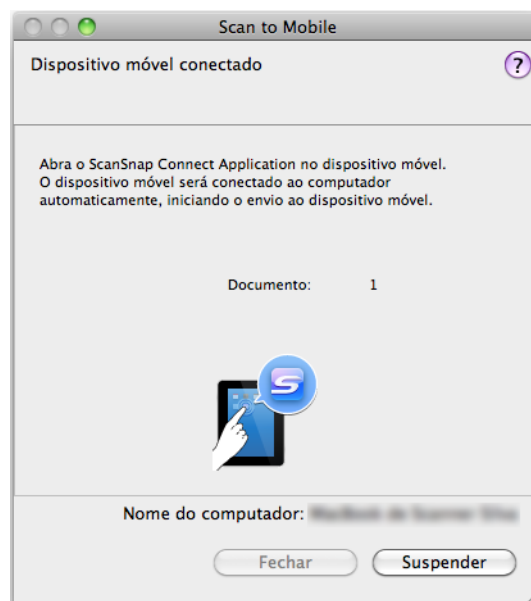 Scan to Mobile
Dispositivo móvel conectado
?
Abra o ScanSnap Connect Application no dispositivo móvel.
O dispositivo móvel será conectado ao computador
automaticamente, iniciando o envio ao dispositivo móvel.
Documento: 1
S
Nome do computador:
Fechar Suspender